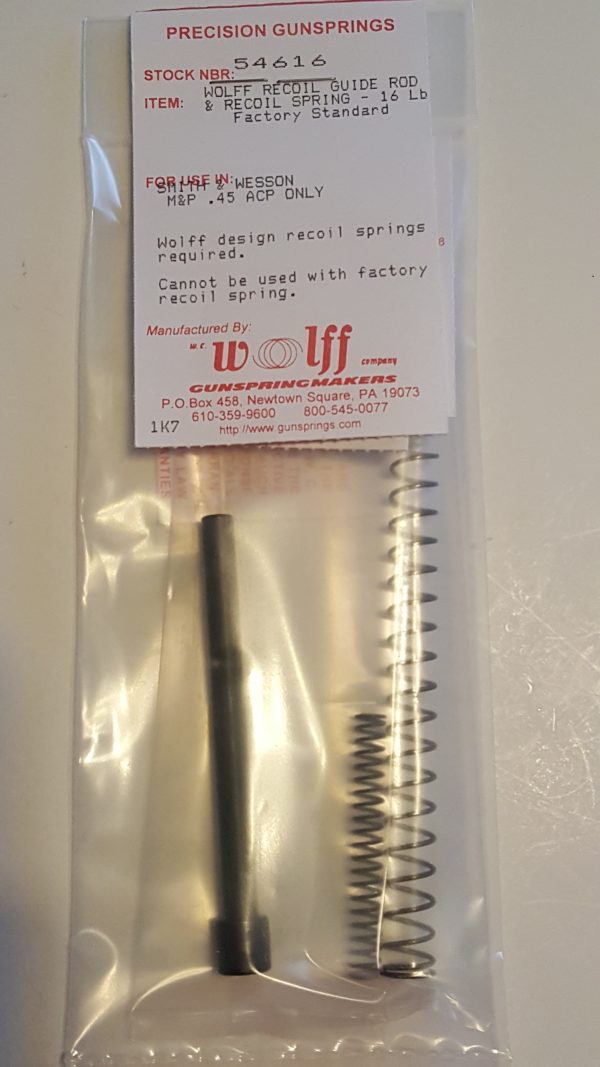 PRECISION GUNSPRINGS
STOCK NBR: 54616
ITEM: WOLFF RECOIL GUIDE ROD
& RECOIL SPRING - 16 Lb
Factory Standard
FOR USE IN:
SMITH & WESSON
M&P .45 ACP ONLY
Wolff design recoil springs
required.
Cannot be used with factory
recoil spring.
Manufactured By:
W.C. Wolff company
GUNSPRINGMAKERS
P.O.Box 458, Newtown Square, PA 19073
610-359-9600 800-545-0077
1K7 http://www.gunsprings.com
8